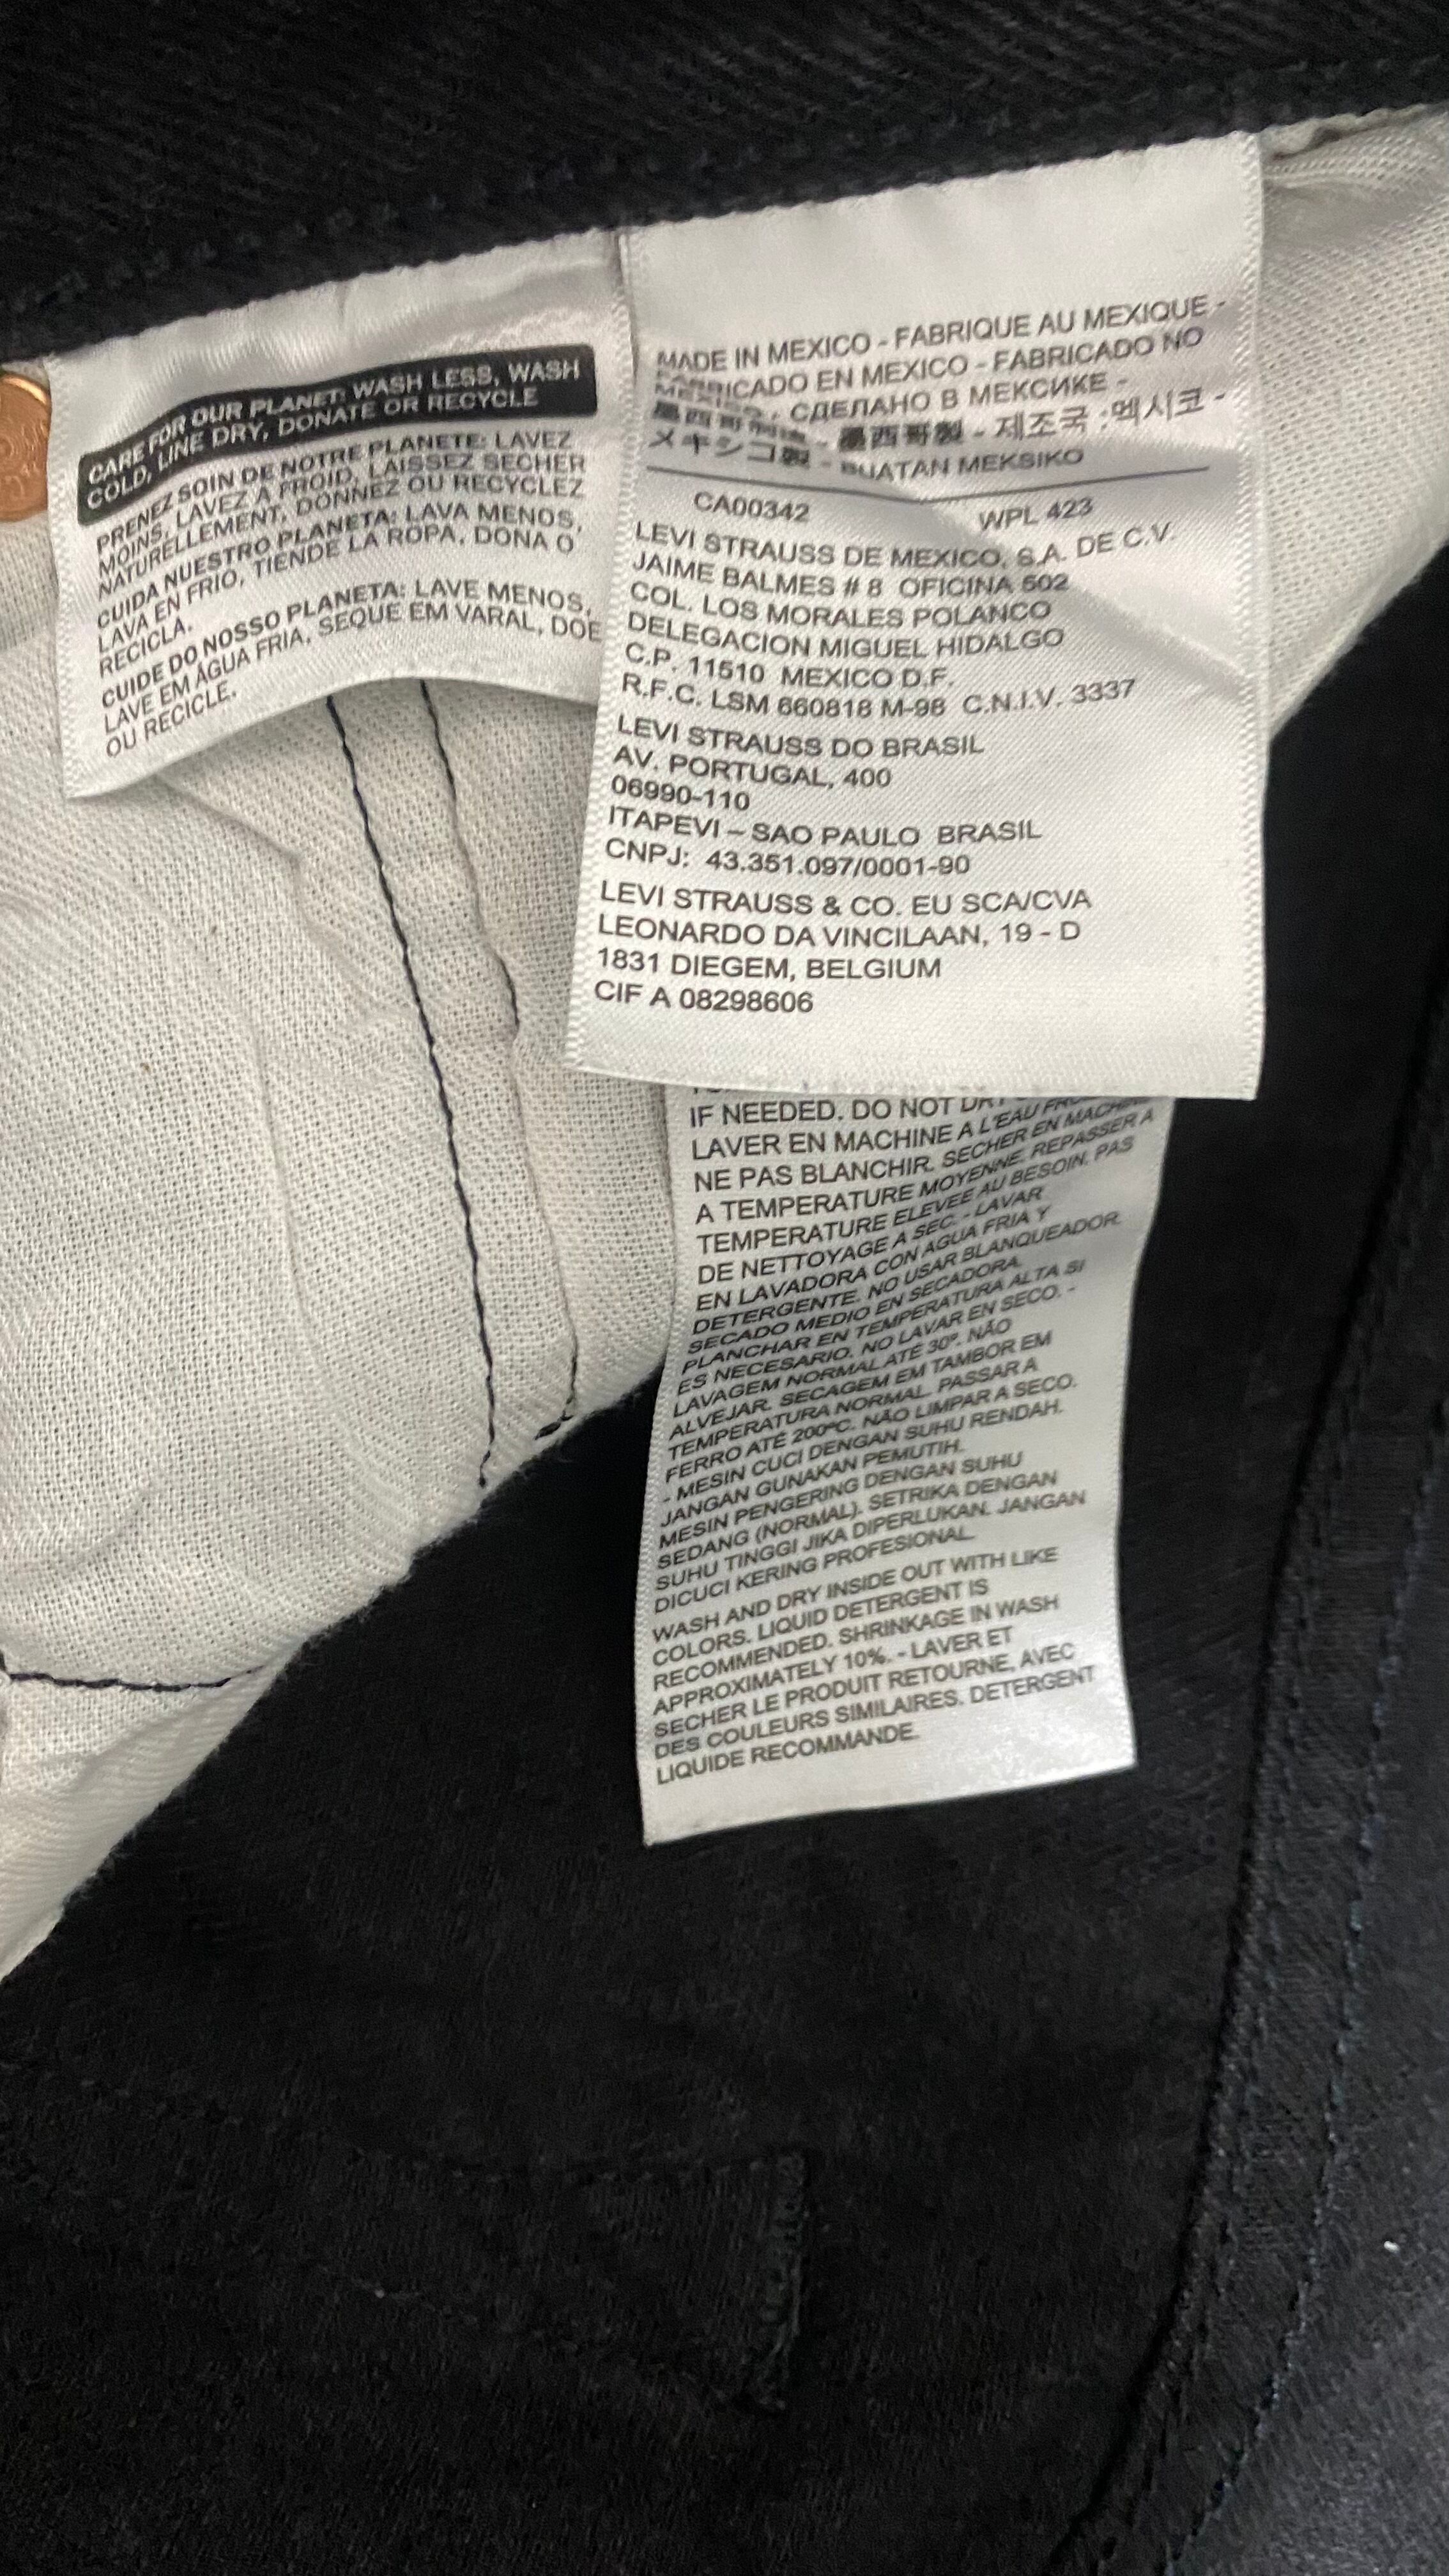 CARE FOR OUR PLANET: WASH LESS, WASH
COLD, LINE DRY, DONATE OR RECYCLE
PRENEZ SOIN DE NOTRE PLANETE: LAVEZ
MOINS, LAVEZ A FROID, LAISSEZ SECHER
NATURELLEMENT, DONNEZ OU RECYCLEZ
CUIDA NUESTRO PLANETA: LAVA MENOS,
LAVA EN FRIO, TIENDE LA ROPA, DONA O
RECICLA.
CUIDE DO NOSSO PLANETA: LAVE MENOS,
LAVE EM ÁGUA FRIA, SEQUE EM VARAL, DOE
OU RECICLE.
MADE IN MEXICO - FABRIQUE AU MEXIQUE -
FABRICADO EN MEXICO - FABRICADO NO
MEXICO - СДЕЛАНО В МЕКСИКЕ -
墨西哥制造 - 墨西哥製 - 제조국 :멕시코 -
メキシコ製 - BUATAN MEKSIKO
CA00342 WPL 423
LEVI STRAUSS DE MEXICO, S.A. DE C.V.
JAIME BALMES # 8 OFICINA 602
COL. LOS MORALES POLANCO
DELEGACION MIGUEL HIDALGO
C.P. 11510 MEXICO D.F.
R.F.C. LSM 660818 M-98 C.N.I.V. 3337
LEVI STRAUSS DO BRASIL
AV. PORTUGAL, 400
06990-110
ITAPEVI – SAO PAULO BRASIL
CNPJ: 43.351.097/0001-90
LEVI STRAUSS & CO. EU SCA/CVA
LEONARDO DA VINCILAAN, 19 - D
1831 DIEGEM, BELGIUM
CIF A 08298606
IF NEEDED. DO NOT DRY
LAVER EN MACHINE A L'EAU
NE PAS BLANCHIR. SECHER EN MACHINE
A TEMPERATURE MOYENNE. REPASSER A
TEMPERATURE ELEVEE AU BESOIN. PAS
DE NETTOYAGE A SEC. - LAVAR
EN LAVADORA CON AGUA FRIA Y
DETERGENTE. NO USAR BLANQUEADOR.
SECADO MEDIO EN SECADORA.
PLANCHAR EN TEMPERATURA ALTA SI
ES NECESARIO. NO LAVAR EN SECO. -
LAVAGEM NORMAL ATÉ 30º. NÃO
ALVEJAR. SECAGEM EM TAMBOR EM
TEMPERATURA NORMAL. PASSAR A
FERRO ATÉ 200ºC. NÃO LIMPAR A SECO.
- MESIN CUCI DENGAN SUHU RENDAH.
JANGAN GUNAKAN PEMUTIH.
MESIN PENGERING DENGAN SUHU
SEDANG (NORMAL). SETRIKA DENGAN
SUHU TINGGI JIKA DIPERLUKAN. JANGAN
DICUCI KERING PROFESIONAL.
WASH AND DRY INSIDE OUT WITH LIKE
COLORS. LIQUID DETERGENT IS
RECOMMENDED. SHRINKAGE IN WASH
APPROXIMATELY 10%. - LAVER ET
SECHER LE PRODUIT RETOURNE, AVEC
DES COULEURS SIMILAIRES. DETERGENT
LIQUIDE RECOMMANDE.